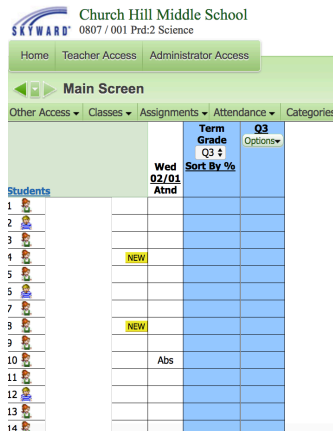 Church Hill Middle School
SKYWARD® 0807 / 001 Prd:2 Science
Home Teacher Access Administrator Access
Main Screen
Other Access Classes Assignments Attendance Categories
Term Grade Q3
Q3 Options
Wed 02/01 Atnd Sort By %
Students
1
2
3
4 NEW
5
6
7
8 NEW
9
10 Abs
11
12
13
14